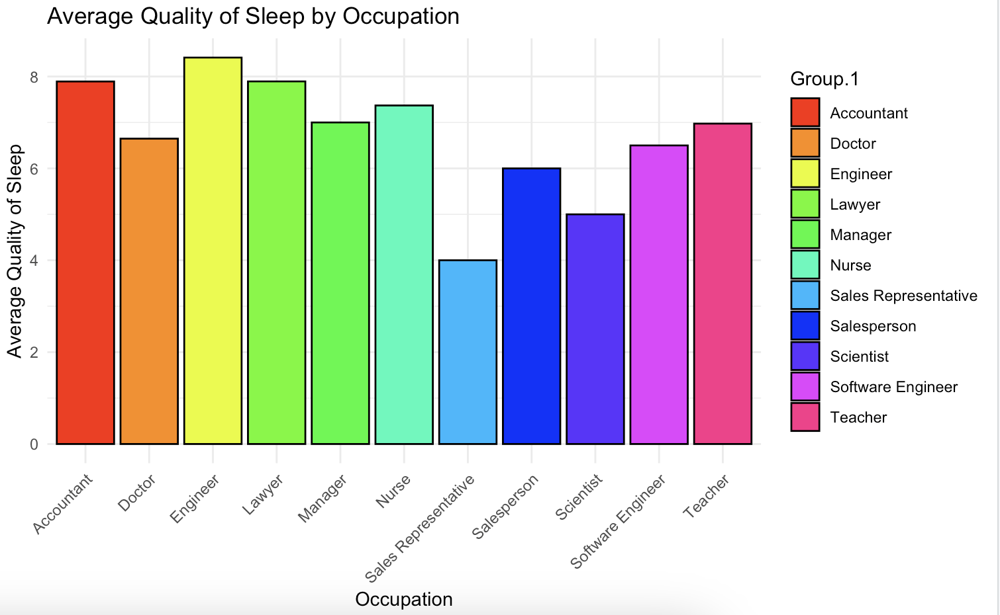 Average Quality of Sleep by Occupation
Average Quality of Sleep
8
6
4
2
0
Accountant
Doctor
Engineer
Lawyer
Manager
Nurse
Sales Representative
Salesperson
Scientist
Software Engineer
Teacher
Occupation
Group.1
Accountant
Doctor
Engineer
Lawyer
Manager
Nurse
Sales Representative
Salesperson
Scientist
Software Engineer
Teacher